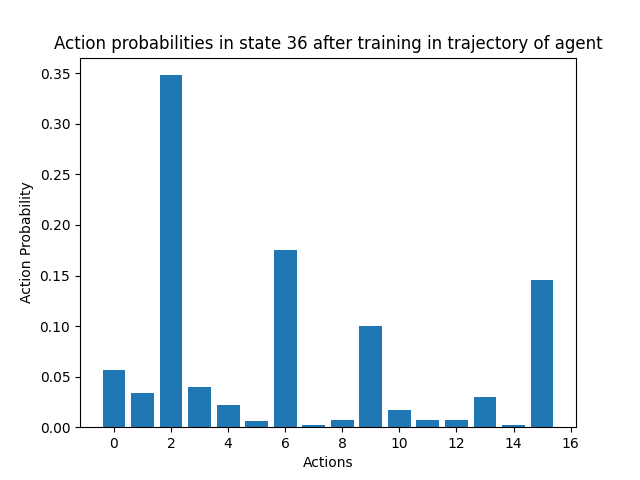 Action probabilities in state 36 after training in trajectory of agent
0.35
0.30
0.25
0.20
0.15
0.10
0.05
0.00
Action Probability
0 2 4 6 8 10 12 14 16
Actions